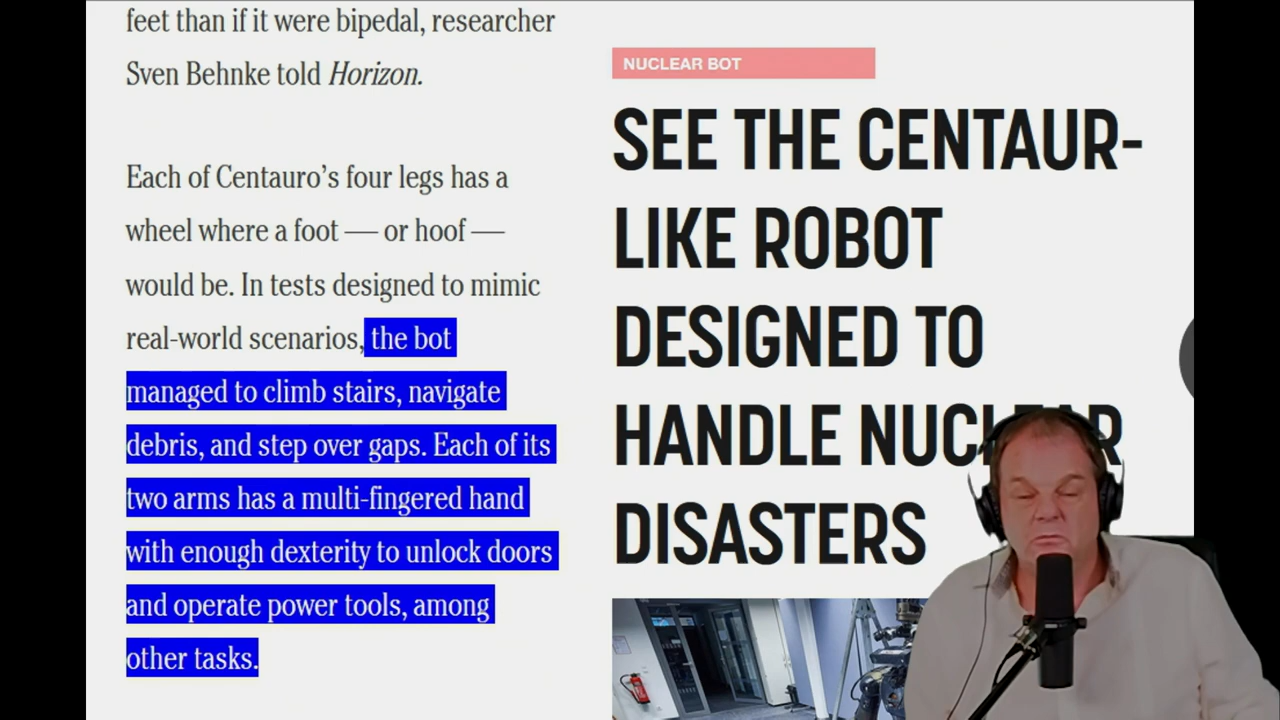 feet than if it were bipedal, researcher
Sven Behnke told Horizon.
Each of Centauro’s four legs has a
wheel where a foot — or hoof —
would be. In tests designed to mimic
real-world scenarios, the bot
managed to climb stairs, navigate
debris, and step over gaps. Each of its
two arms has a multi-fingered hand
with enough dexterity to unlock doors
and operate power tools, among
other tasks.
NUCLEAR BOT
SEE THE CENTAUR-
LIKE ROBOT
DESIGNED TO
HANDLE NUCLEAR
DISASTERS